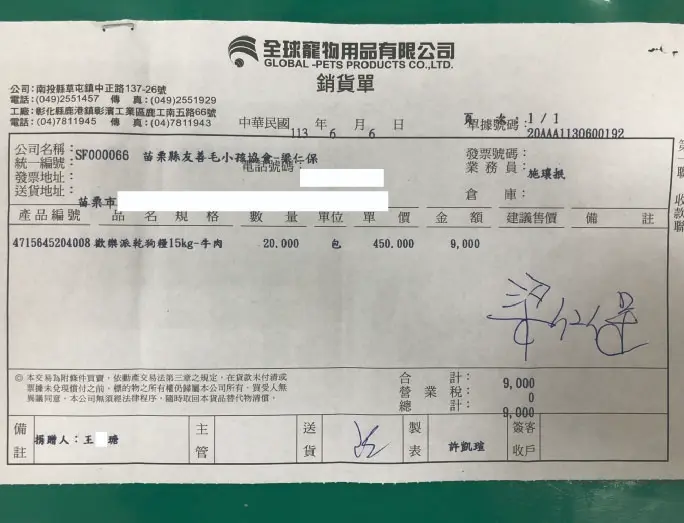 全球寵物用品有限公司
GLOBAL-PETS PRODUCTS CO.,LTD.
銷貨單
公司:南投縣草屯鎮中正路137-26號
電話:(049)2551457 傳 真:(049)2551929
工廠:彰化縣鹿港鎮彰濱工業區鹿工南五路66號
電話:(04)7811945 傳 真:(04)7811943
中華民國 113 年 6 月 6 日
頁 次: 1 / 1
單據號碼: 20AAA1130600192
公司名稱: SF000066 苗栗縣友善毛小孩協會-梁仁保
統一編號: 電話號碼:
發票地址:
送貨地址: 苗栗市
發票號碼:
業 務 員: 施瓌抵
倉 庫:
產品編號 品名規格 數量 單位 單價 金額 建議售價 備註
4715645204008 歡樂派乾狗糧15kg-牛肉 20.000 包 450.000 9,000
梁仁保
◎ 本交易為附條件買賣,依動產交易法第三章之規定,在貨款未付清或
票據未兌現償付之前,標的物之所有權仍歸屬本公司所有,買受人無
異議同意,本公司無須經法律程序,隨時取回本貨品替代物清償。
合 計: 9,000
營 業 稅: 0
總 計: 9,000
備註 捐贈人:王 瑭 主管 送貨 製表 許凱瑄 簽客收戶
第
聯
收款聯